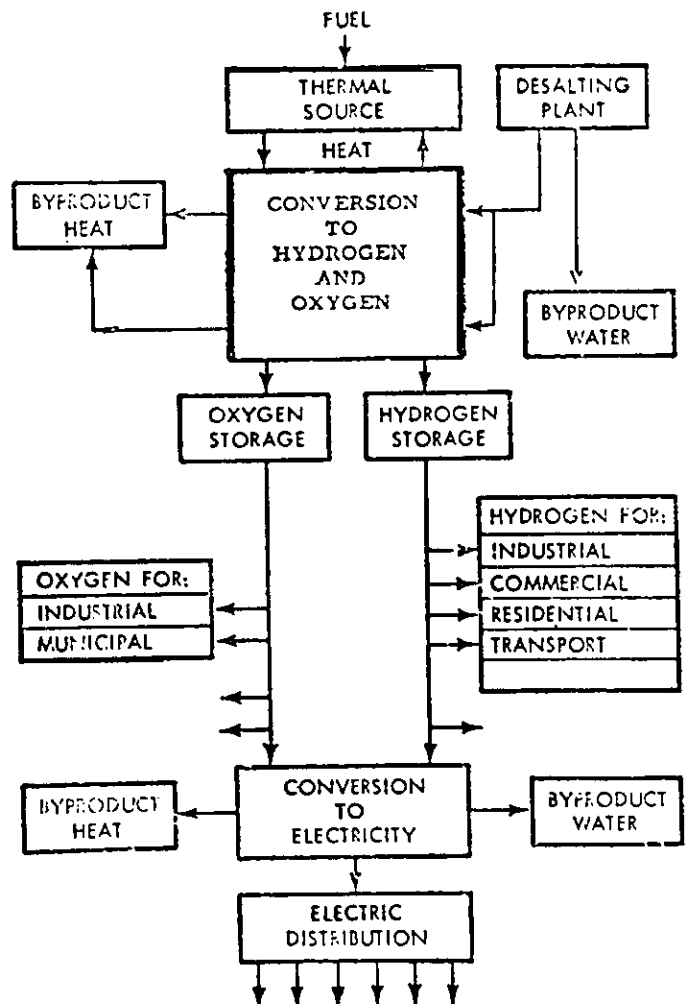 FUEL
THERMAL
SOURCE
DESALTING
PLANT
HEAT
BYPRODUCT
HEAT
CONVERSION
TO
HYDROGEN
AND
OXYGEN
BYPRODUCT
WATER
OXYGEN
STORAGE
HYDROGEN
STORAGE
HYDROGEN FOR:
INDUSTRIAL
COMMERCIAL
RESIDENTIAL
TRANSPORT
OXYGEN FOR:
INDUSTRIAL
MUNICIPAL
BYPRODUCT
HEAT
CONVERSION
TO
ELECTRICITY
BYPRODUCT
WATER
ELECTRIC
DISTRIBUTION